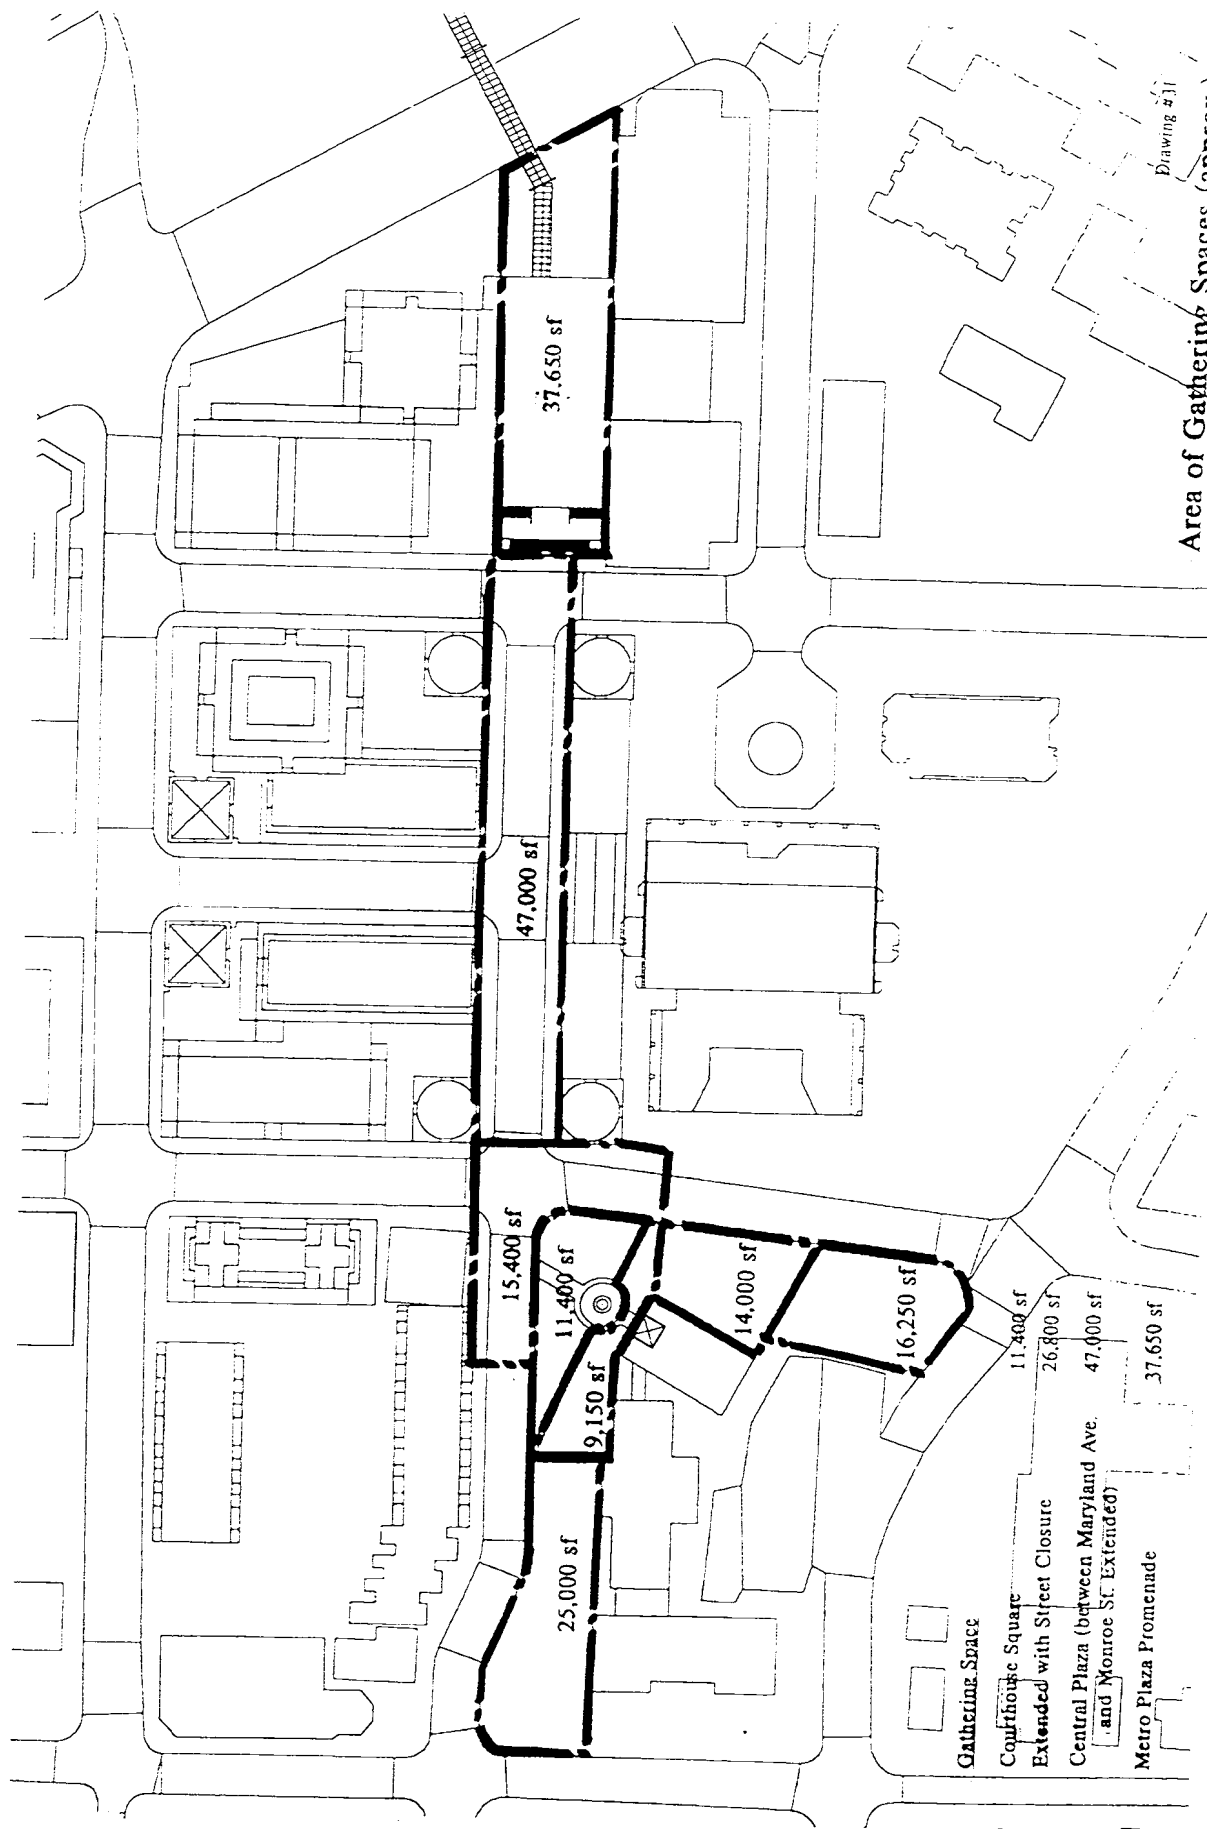 25,000 sf
9,150 sf
11,400 sf
15,400 sf
14,000 sf
16,250 sf
47,000 sf
37,650 sf
Gathering Space
Courthouse Square 11,400 sf
Extended with Street Closure 26,800 sf
Central Plaza (between Maryland Ave. 47,000 sf
and Monroe St. Extended)
Metro Plaza Promenade 37,650 sf
Drawing #11
Area of Gathering Spaces (approx.)